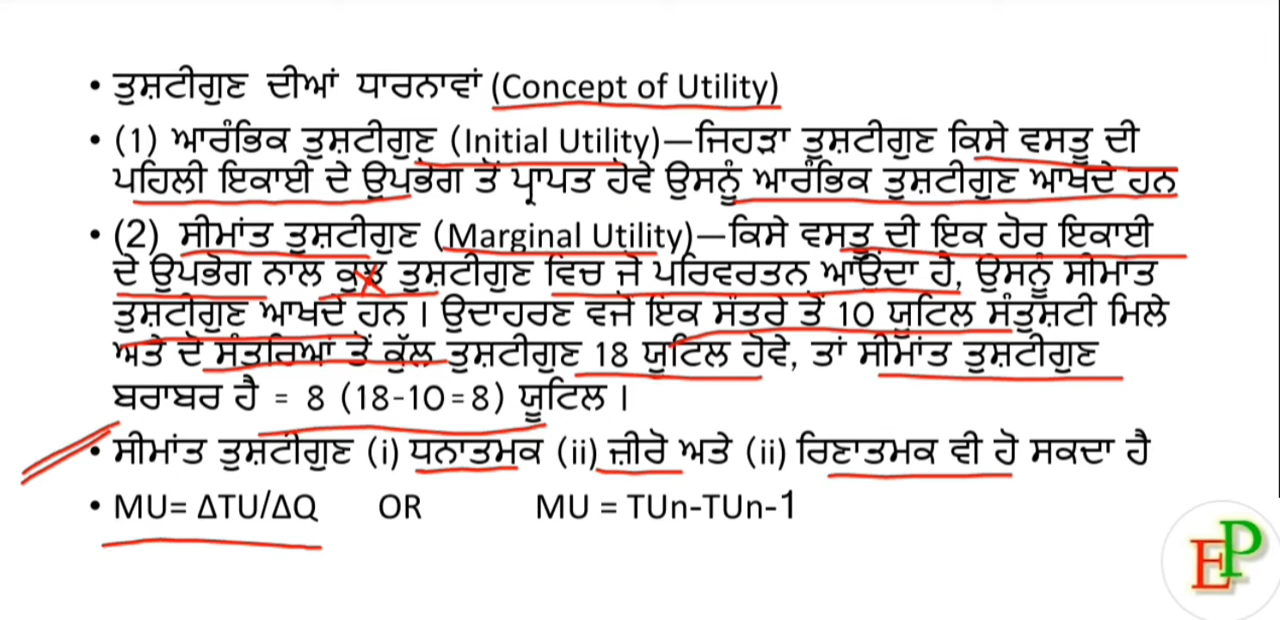 • ਤੁਸ਼ਟੀਗੁਣ ਦੀਆਂ ਧਾਰਨਾਵਾਂ (Concept of Utility)
• (1) ਆਰੰਭਿਕ ਤੁਸ਼ਟੀਗੁਣ (Initial Utility)—ਜਿਹੜਾ ਤੁਸ਼ਟੀਗੁਣ ਕਿਸੇ ਵਸਤੂ ਦੀ
ਪਹਿਲੀ ਇਕਾਈ ਦੇ ਉਪਭੋਗ ਤੋਂ ਪ੍ਰਾਪਤ ਹੋਵੇ ਉਸਨੂੰ ਆਰੰਭਿਕ ਤੁਸ਼ਟੀਗੁਣ ਆਖਦੇ ਹਨ
• (2) ਸੀਮਾਂਤ ਤੁਸ਼ਟੀਗੁਣ (Marginal Utility)—ਕਿਸੇ ਵਸਤੂ ਦੀ ਇਕ ਹੋਰ ਇਕਾਈ
ਦੇ ਉਪਭੋਗ ਨਾਲ ਕੁਝ ਤੁਸ਼ਟੀਗੁਣ ਵਿਚ ਜੋ ਪਰਿਵਰਤਨ ਆਉਂਦਾ ਹੈ, ਉਸਨੂੰ ਸੀਮਾਂਤ
ਤੁਸ਼ਟੀਗੁਣ ਆਖਦੇ ਹਨ। ਉਦਾਹਰਣ ਵਜੋਂ ਇਕ ਸੰਤਰੇ ਤੋਂ 10 ਯੂਟਿਲ ਸੰਤੁਸ਼ਟੀ ਮਿਲੇ
ਅਤੇ ਦੋ ਸੰਤਰਿਆਂ ਤੋਂ ਕੁੱਲ ਤੁਸ਼ਟੀਗੁਣ 18 ਯੂਟਿਲ ਹੋਵੇ, ਤਾਂ ਸੀਮਾਂਤ ਤੁਸ਼ਟੀਗੁਣ
ਬਰਾਬਰ ਹੈ = 8 (18-10=8) ਯੂਟਿਲ।
• ਸੀਮਾਂਤ ਤੁਸ਼ਟੀਗੁਣ (i) ਧਨਾਤਮਕ (ii) ਜ਼ੀਰੋ ਅਤੇ (ii) ਰਿਣਾਤਮਕ ਵੀ ਹੋ ਸਕਦਾ ਹੈ
• MU= ΔTU/ΔQ OR MU = TUn-TUn-1
EP